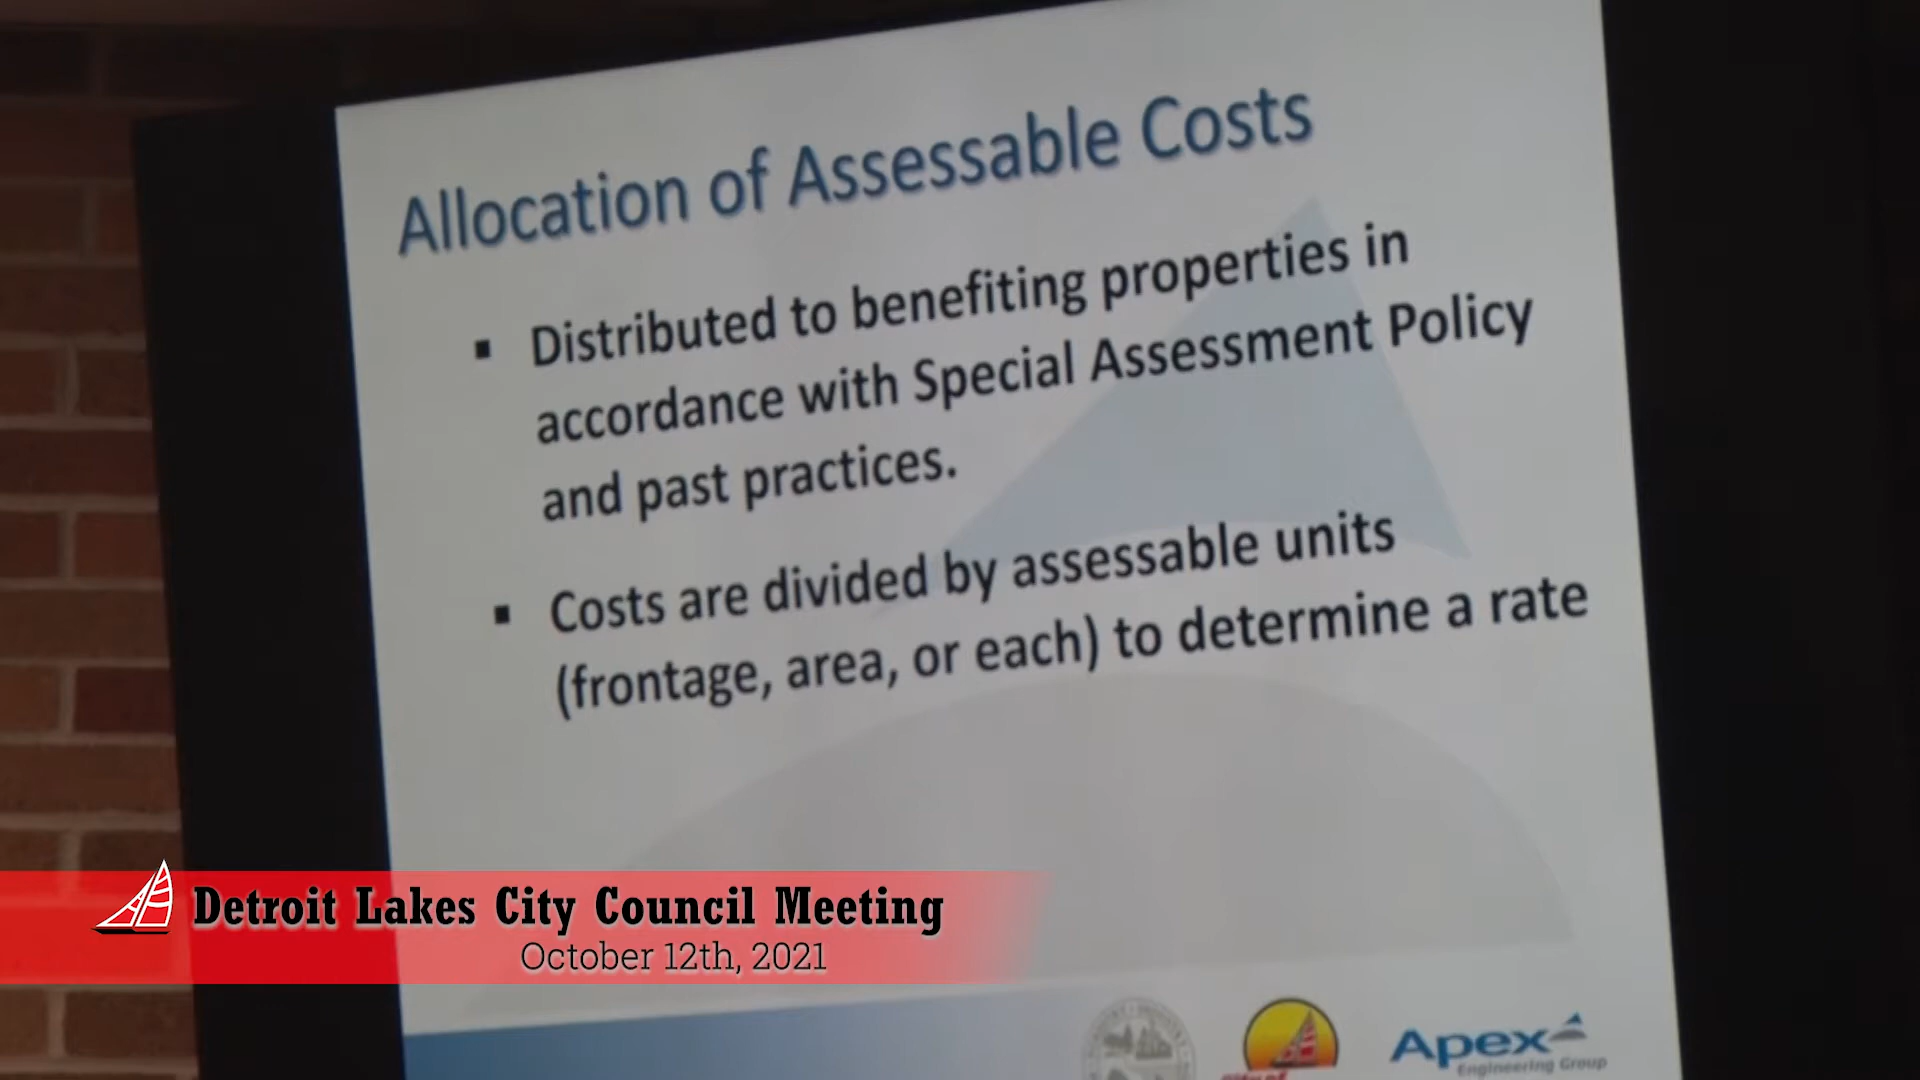 Allocation of Assessable Costs
▪ Distributed to benefiting properties in
accordance with Special Assessment Policy
and past practices.
▪ Costs are divided by assessable units
(frontage, area, or each) to determine a rate
Detroit Lakes City Council Meeting
October 12th, 2021
City of
Apex
Engineering Group